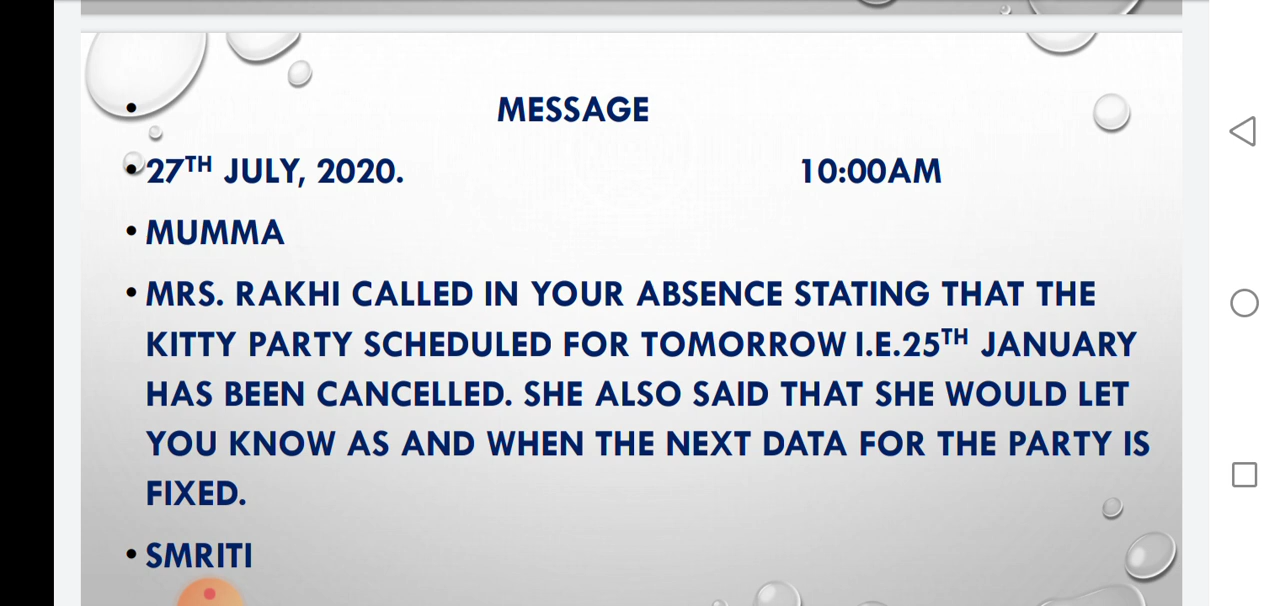 MESSAGE
• 27TH JULY, 2020. 10:00AM
• MUMMA
• MRS. RAKHI CALLED IN YOUR ABSENCE STATING THAT THE
KITTY PARTY SCHEDULED FOR TOMORROW I.E.25TH JANUARY
HAS BEEN CANCELLED. SHE ALSO SAID THAT SHE WOULD LET
YOU KNOW AS AND WHEN THE NEXT DATA FOR THE PARTY IS
FIXED.
• SMRITI